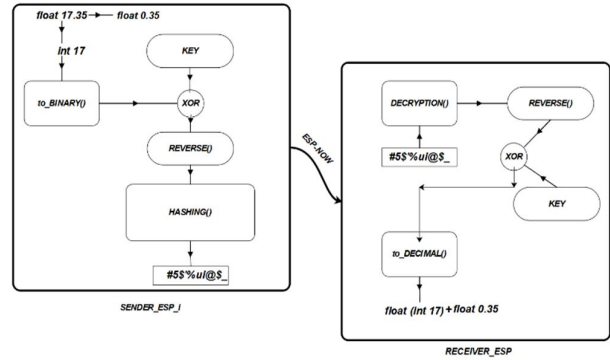 float 17.35 float 0.35
Int 17
KEY
to_BINARY()
XOR
REVERSE()
HASHING()
#5$'%ul@$_
SENDER_ESP_I
ESP-NOW
DECRYPTION()
REVERSE()
#5$'%ul@$_
XOR
KEY
to_DECIMAL()
float (Int 17) + float 0.35
RECEIVER_ESP